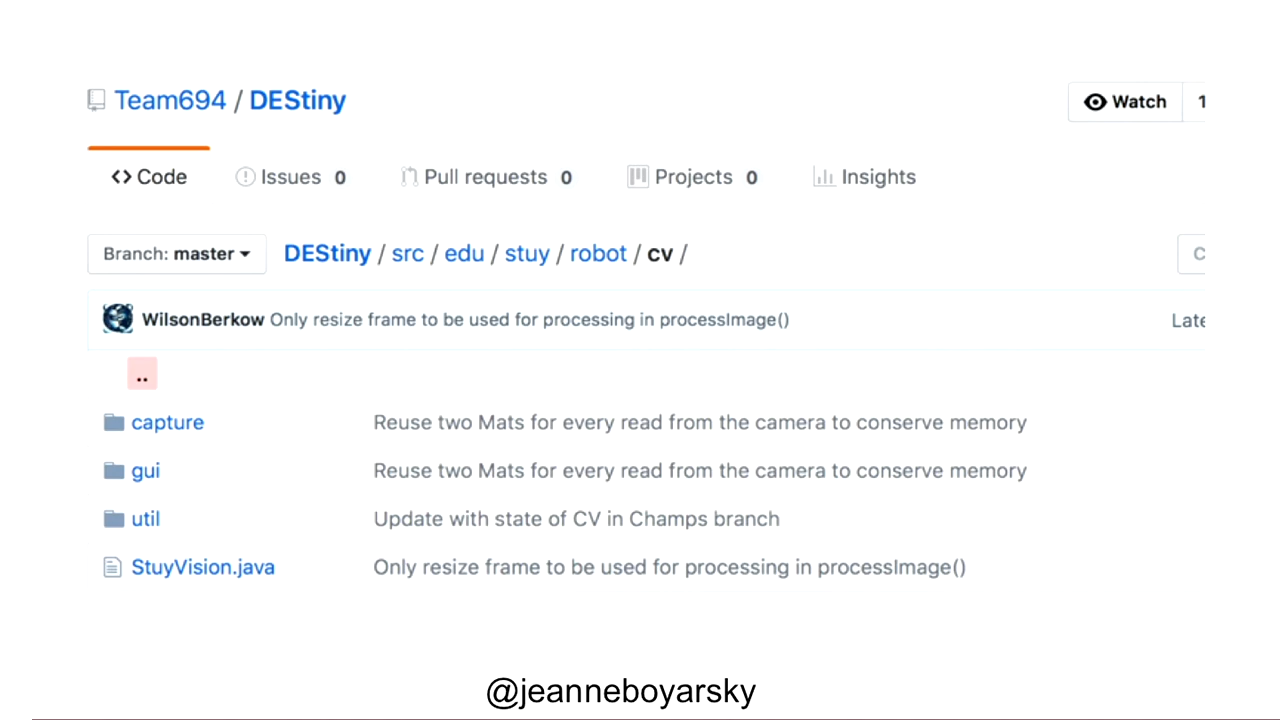 Team694 / DEStiny
Watch 1
Code Issues 0 Pull requests 0 Projects 0 Insights
Branch: master DEStiny / src / edu / stuy / robot / cv /
WilsonBerkow Only resize frame to be used for processing in processImage()
..
capture Reuse two Mats for every read from the camera to conserve memory
gui Reuse two Mats for every read from the camera to conserve memory
util Update with state of CV in Champs branch
StuyVision.java Only resize frame to be used for processing in processImage()
@jeanneboyarsky